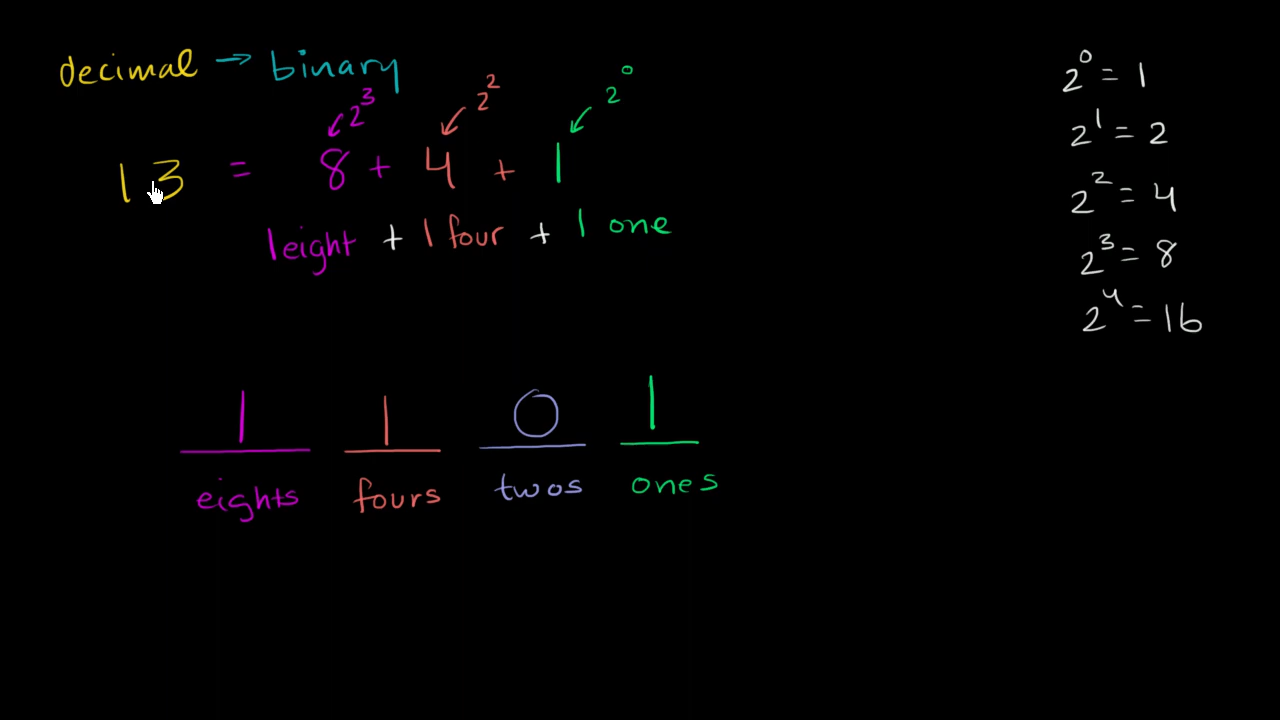 decimal → binary
2³ 2² 2⁰
13 = 8 + 4 + 1
1 eight + 1 four + 1 one
1 1 0 1
eights fours twos ones
2⁰ = 1
2¹ = 2
2² = 4
2³ = 8
2⁴ = 16